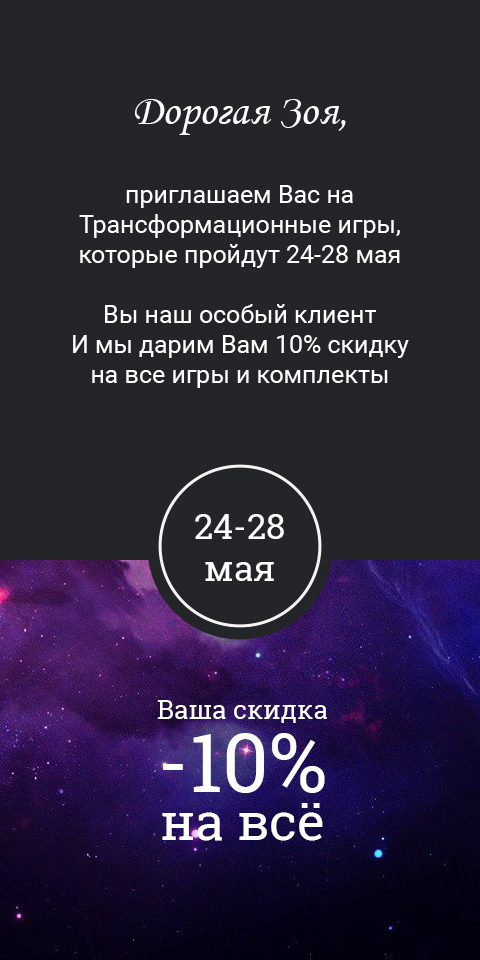 Дорогая Зоя,
приглашаем Вас на
Трансформационные игры,
которые пройдут 24-28 мая
Вы наш особый клиент
И мы дарим Вам 10% скидку
на все игры и комплекты
24-28
мая
Ваша скидка
-10%
на всё